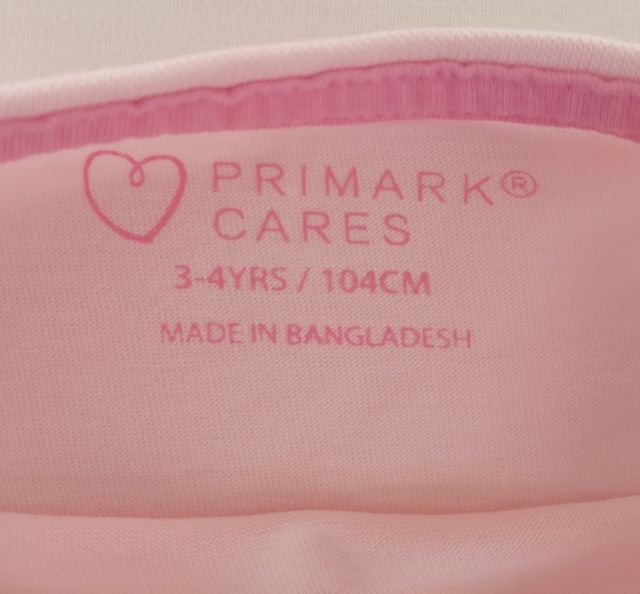 PRIMARK®
CARES
3-4YRS / 104CM
MADE IN BANGLADESH